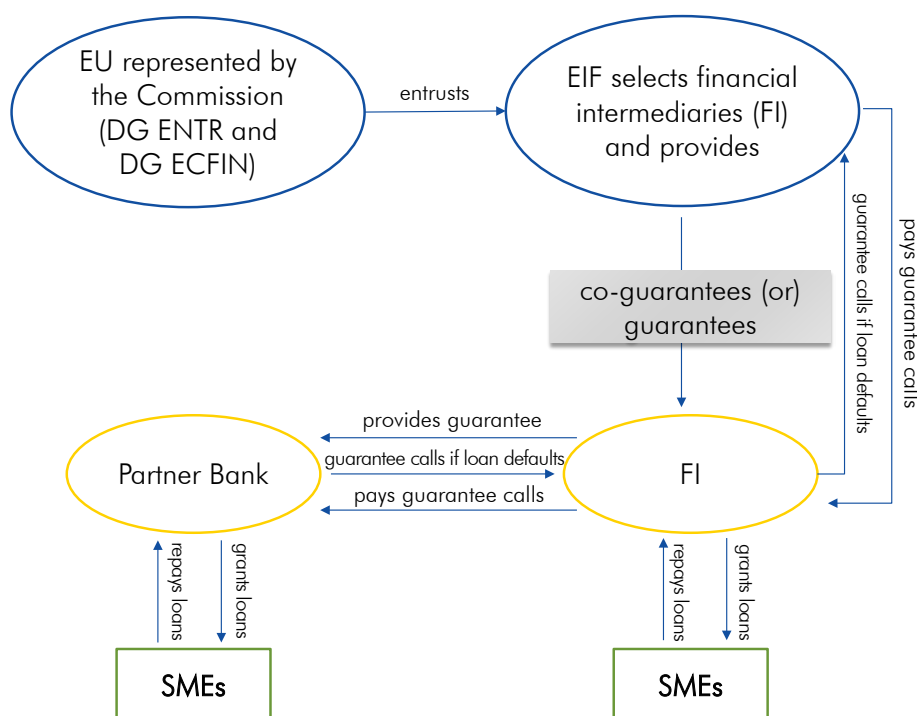 EU represented by
the Commission
(DG ENTR and
DG ECFIN)
entrusts
EIF selects financial
intermediaries (FI)
and provides
guarantee calls if loan defaults
pays guarantee calls
co-guarantees (or)
guarantees
provides guarantee
guarantee calls if loan defaults
pays guarantee calls
Partner Bank
FI
repays loans
grants loans
repays loans
grants loans
SMEs
SMEs